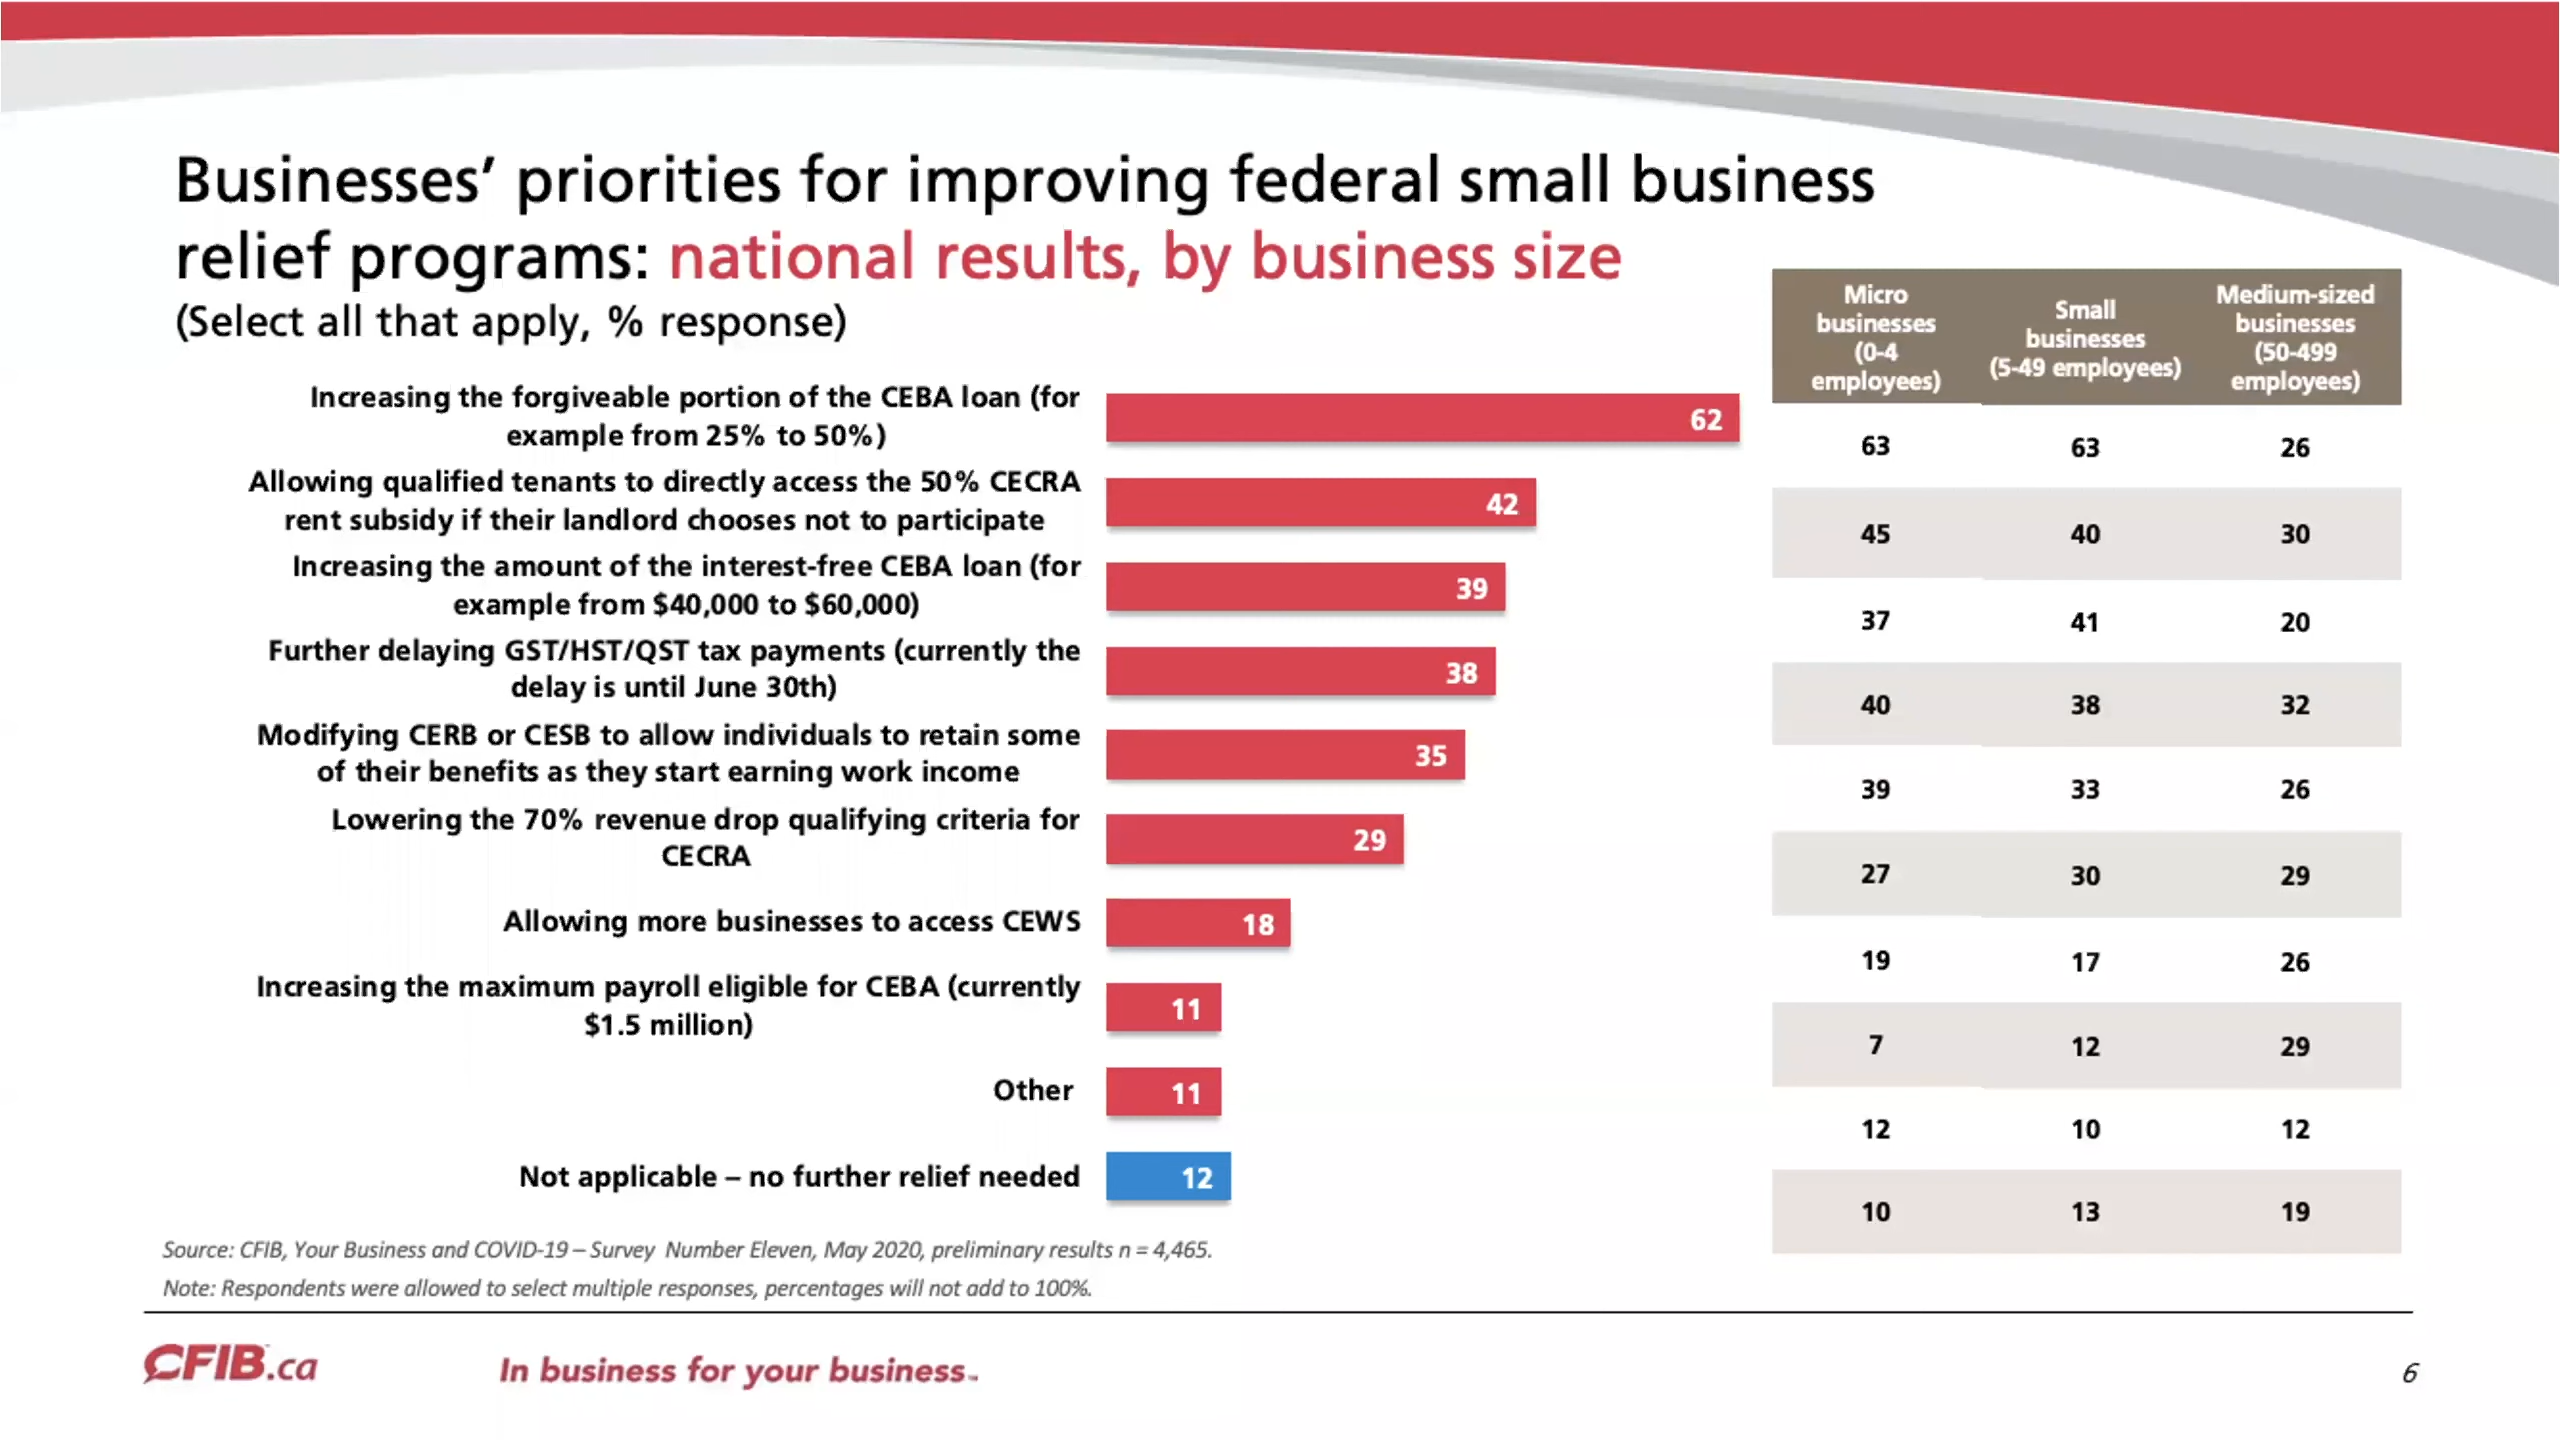 Businesses’ priorities for improving federal small business
relief programs: national results, by business size
(Select all that apply, % response)
Micro
businesses
(0-4
employees)
Small
businesses
(5-49 employees)
Medium-sized
businesses
(50-499
employees)
Increasing the forgiveable portion of the CEBA loan (for
example from 25% to 50%)
62
63 63 26
Allowing qualified tenants to directly access the 50% CECRA
rent subsidy if their landlord chooses not to participate
42
45 40 30
Increasing the amount of the interest-free CEBA loan (for
example from $40,000 to $60,000)
39
37 41 20
Further delaying GST/HST/QST tax payments (currently the
delay is until June 30th)
38
40 38 32
Modifying CERB or CESB to allow individuals to retain some
of their benefits as they start earning work income
35
39 33 26
Lowering the 70% revenue drop qualifying criteria for
CECRA
29
27 30 29
Allowing more businesses to access CEWS
18
19 17 26
Increasing the maximum payroll eligible for CEBA (currently
$1.5 million)
11
7 12 29
Other
11
12 10 12
Not applicable – no further relief needed
12
10 13 19
Source: CFIB, Your Business and COVID-19 – Survey Number Eleven, May 2020, preliminary results n = 4,465.
Note: Respondents were allowed to select multiple responses, percentages will not add to 100%.
CFIB.ca
In business for your business™
6